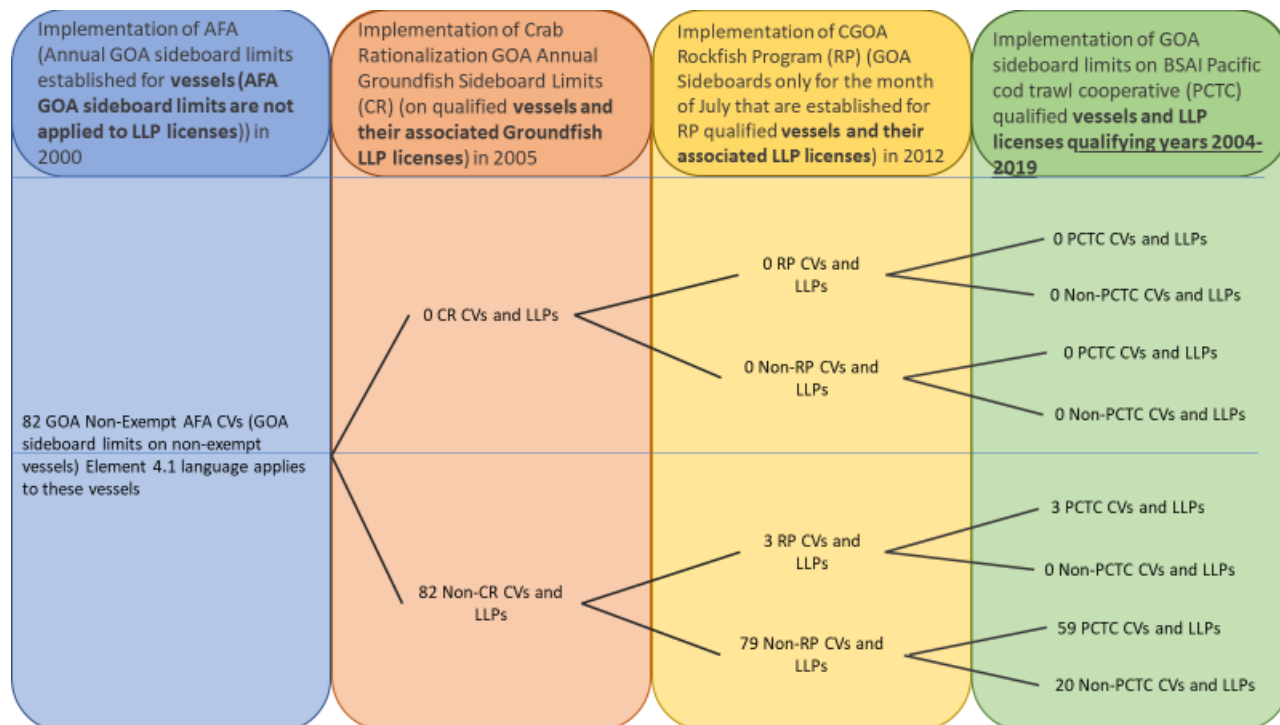 Implementation of AFA
(Annual GOA sideboard limits
established for vessels (AFA
GOA sideboard limits are not
applied to LLP licenses)) in
2000
Implementation of Crab
Rationalization GOA Annual
Groundfish Sideboard Limits
(CR) (on qualified vessels and
their associated Groundfish
LLP licenses) in 2005
Implementation of CGOA
Rockfish Program (RP) (GOA
Sideboards only for the month
of July that are established for
RP qualified vessels and their
associated LLP licenses) in 2012
Implementation of GOA
sideboard limits on BSAI Pacific
cod trawl cooperative (PCTC)
qualified vessels and LLP
licenses qualifying years 2004-
2019
82 GOA Non-Exempt AFA CVs (GOA
sideboard limits on non-exempt
vessels) Element 4.1 language applies
to these vessels
0 CR CVs and LLPs
82 Non-CR CVs and
LLPs
0 RP CVs and
LLPs
0 Non-RP CVs and
LLPs
3 RP CVs and
LLPs
79 Non-RP CVs and
LLPs
0 PCTC CVs and LLPs
0 Non-PCTC CVs and LLPs
0 PCTC CVs and LLPs
0 Non-PCTC CVs and LLPs
3 PCTC CVs and LLPs
0 Non-PCTC CVs and LLPs
59 PCTC CVs and LLPs
20 Non-PCTC CVs and LLPs